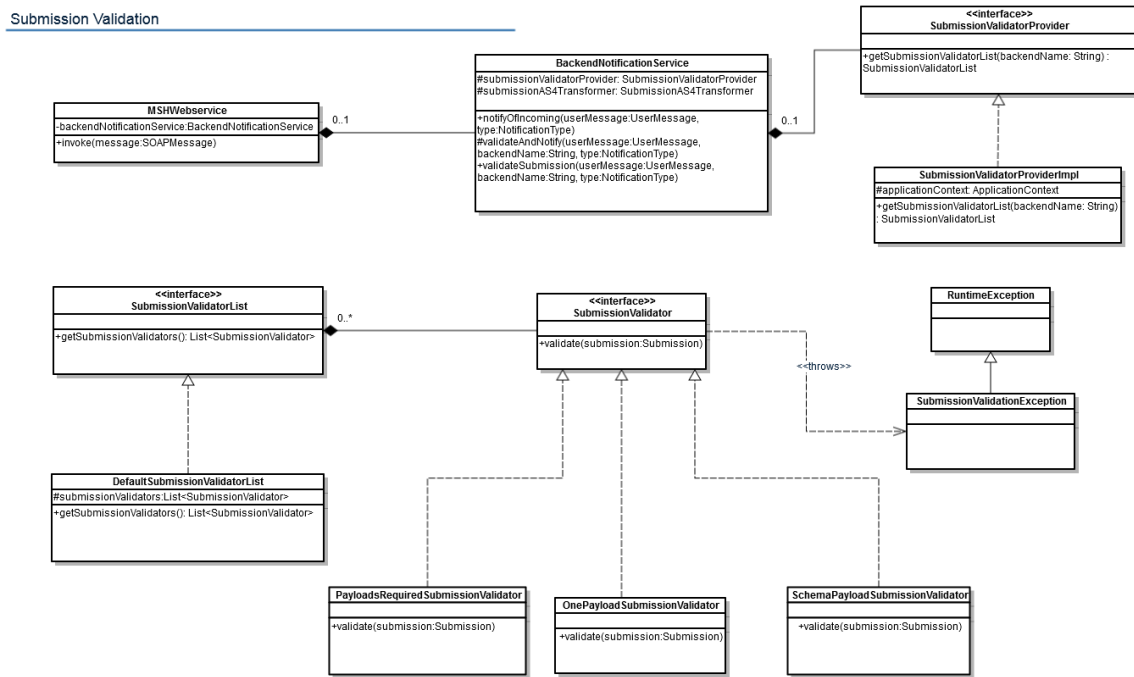 Submission Validation
<<interface>>
SubmissionValidatorProvider
+getSubmissionValidatorList(backendName: String) :
SubmissionValidatorList
BackendNotificationService
#submissionValidatorProvider: SubmissionValidatorProvider
#submissionAS4Transformer: SubmissionAS4Transformer
+notifyOfIncoming(userMessage:UserMessage,
type:NotificationType)
#validateAndNotify(userMessage:UserMessage,
backendName:String, type:NotificationType)
+validateSubmission(userMessage:UserMessage,
backendName:String, type:NotificationType)
0..1
MSHWebservice
-backendNotificationService:BackendNotificationService
+invoke(message:SOAPMessage)
0..1
SubmissionValidatorProviderImpl
#applicationContext: ApplicationContext
+getSubmissionValidatorList(backendName: String)
: SubmissionValidatorList
<<interface>>
SubmissionValidatorList
+getSubmissionValidators(): List<SubmissionValidator>
0..*
<<interface>>
SubmissionValidator
+validate(submission:Submission)
RuntimeException
<<throws>>
SubmissionValidationException
DefaultSubmissionValidatorList
#submissionValidators:List<SubmissionValidator>
+getSubmissionValidators(): List<SubmissionValidator>
PayloadsRequiredSubmissionValidator
+validate(submission:Submission)
OnePayloadSubmissionValidator
+validate(submission:Submission)
SchemaPayloadSubmissionValidator
+validate(submission:Submission)